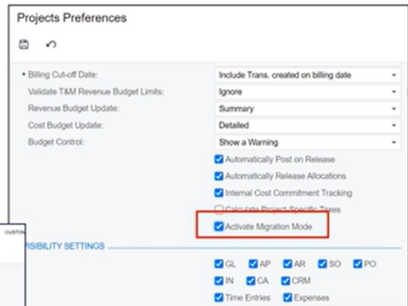 Projects Preferences
• Billing Cut-off Date: Include Trans. created on billing date
Validate T&M Revenue Budget Limits: Ignore
Revenue Budget Update: Summary
Cost Budget Update: Detailed
Budget Control: Show a Warning
Automatically Post on Release
Automatically Release Allocations
Internal Cost Commitment Tracking
Calculate Project-Specific Taxes
Activate Migration Mode
CUSTOM
ISIBILITY SETTINGS
GL AP AR SO PO
IN CA CRM
Time Entries Expenses